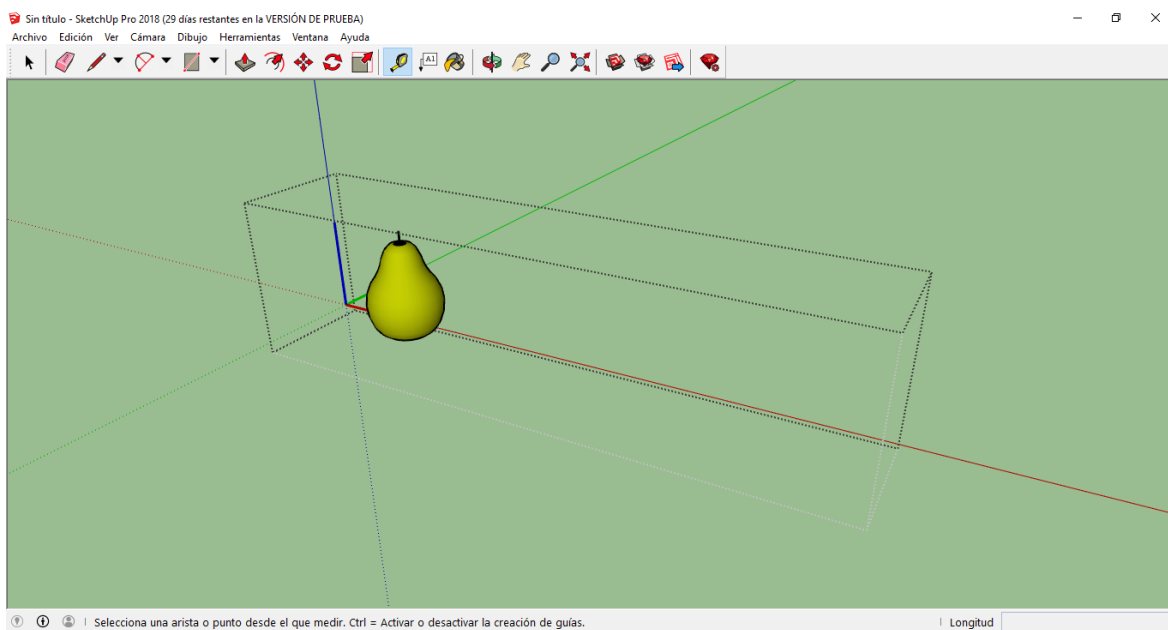 Sin título - SketchUp Pro 2018 (29 días restantes en la VERSIÓN DE PRUEBA)
Archivo Edición Ver Cámara Dibujo Herramientas Ventana Ayuda
A1
Selecciona una arista o punto desde el que medir. Ctrl = Activar o desactivar la creación de guías. Longitud